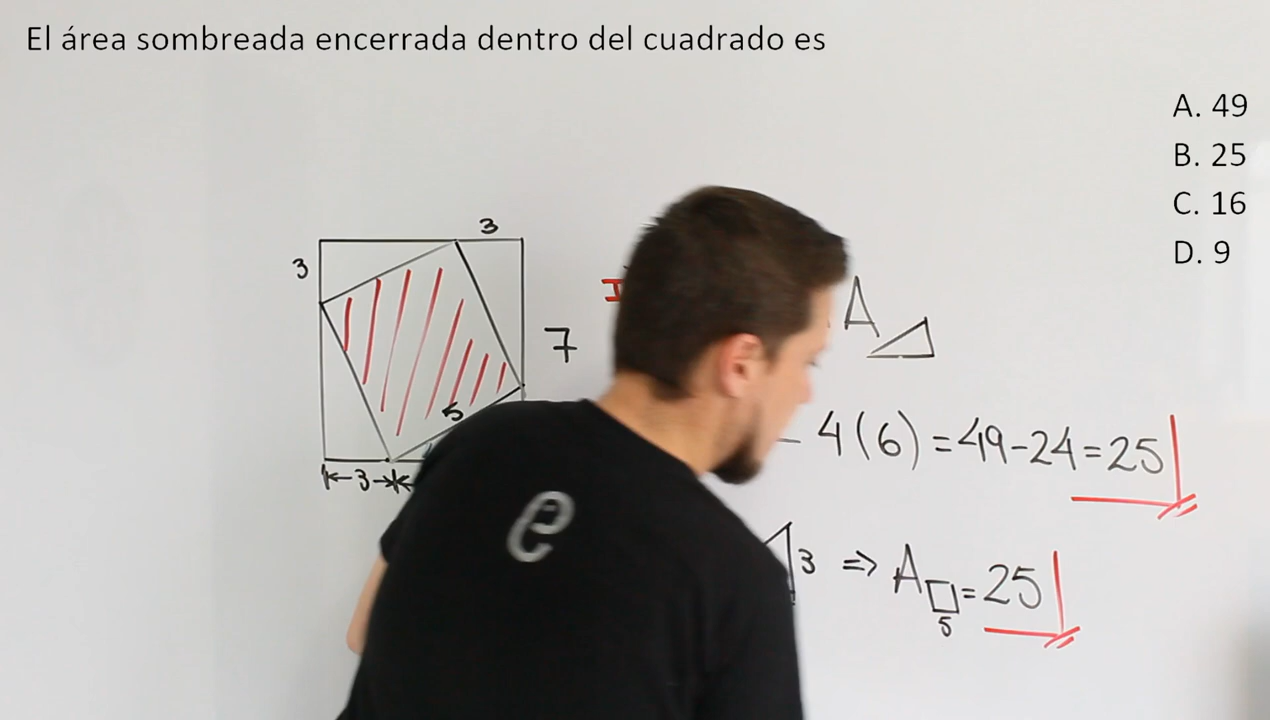 El área sombreada encerrada dentro del cuadrado es
A. 49
B. 25
C. 16
D. 9
3
3
7
5
3
I
A
- 4(6) = 49-24 = 25
3 => A = 25
5
e